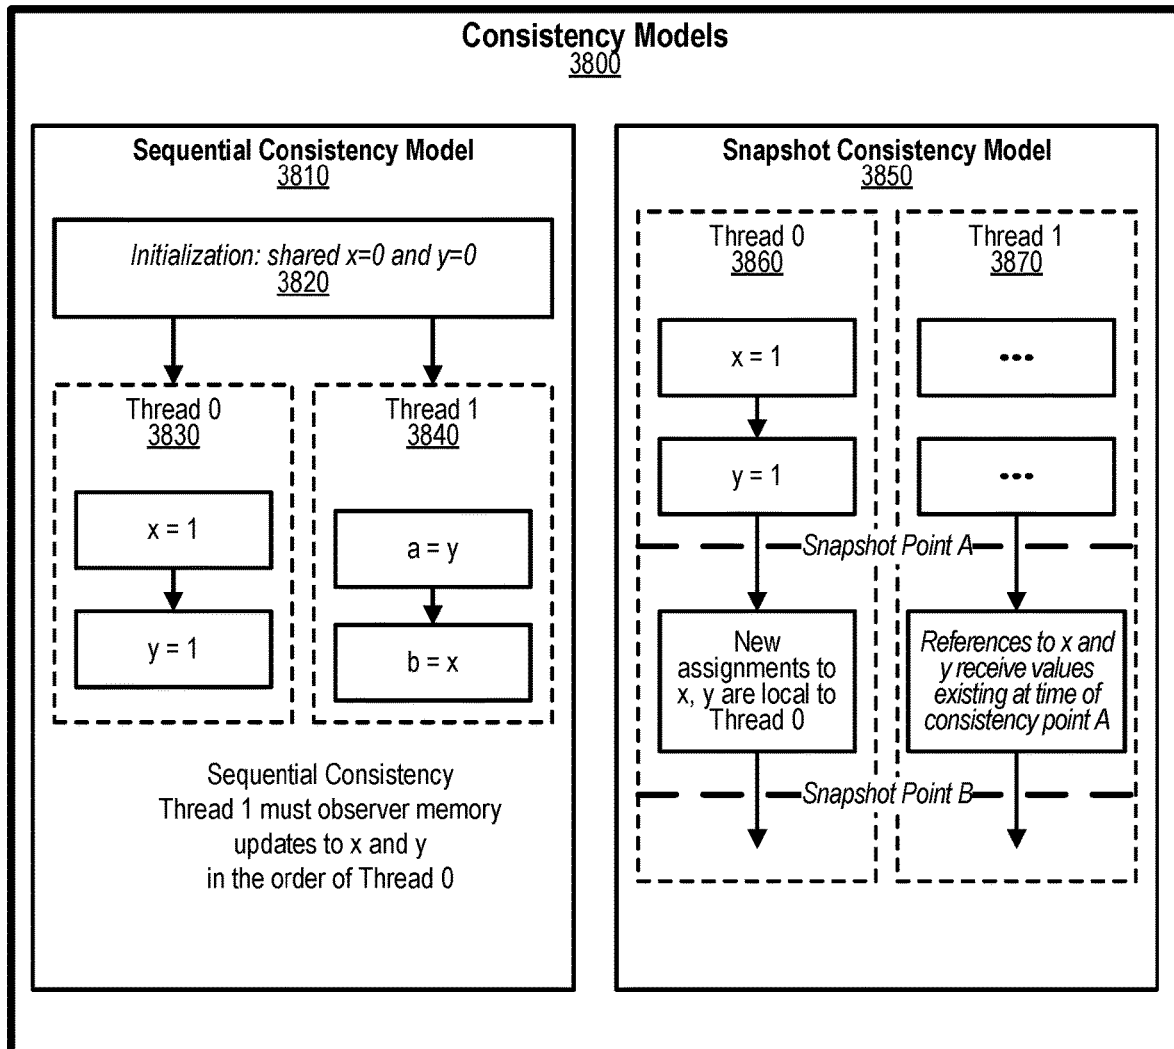 Consistency Models
3800
Sequential Consistency Model
3810
Initialization: shared x=0 and y=0
3820
Thread 0
3830
x = 1
y = 1
Thread 1
3840
a = y
b = x
Sequential Consistency
Thread 1 must observer memory
updates to x and y
in the order of Thread 0
Snapshot Consistency Model
3850
Thread 0
3860
x = 1
y = 1
Thread 1
3870
•••
•••
Snapshot Point A
New
assignments to
x, y are local to
Thread 0
References to x and
y receive values
existing at time of
consistency point A
Snapshot Point B